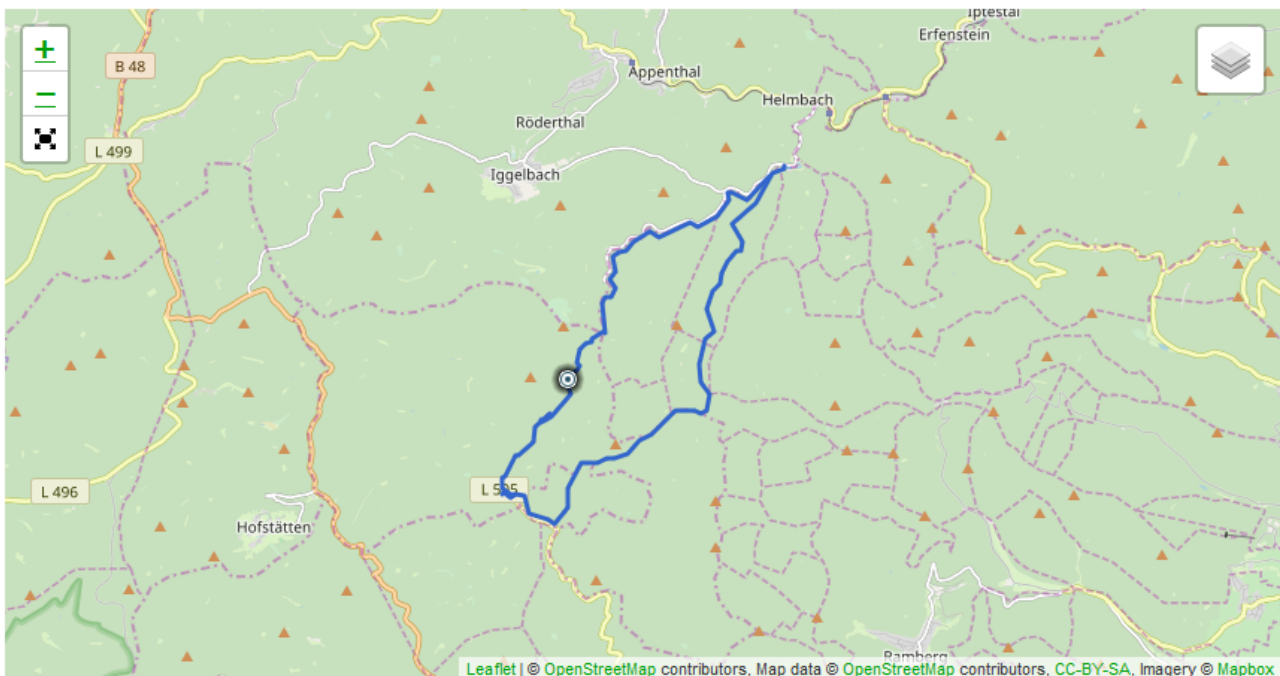 Iptestal
Erfenstein
+
B 48
Appenthal
−
Helmbach
Röderthal
L 499
Iggelbach
L 496
L 505
Hofstätten
Ramberg
Leaflet | © OpenStreetMap contributors, Map data © OpenStreetMap contributors, CC-BY-SA, Imagery © Mapbox